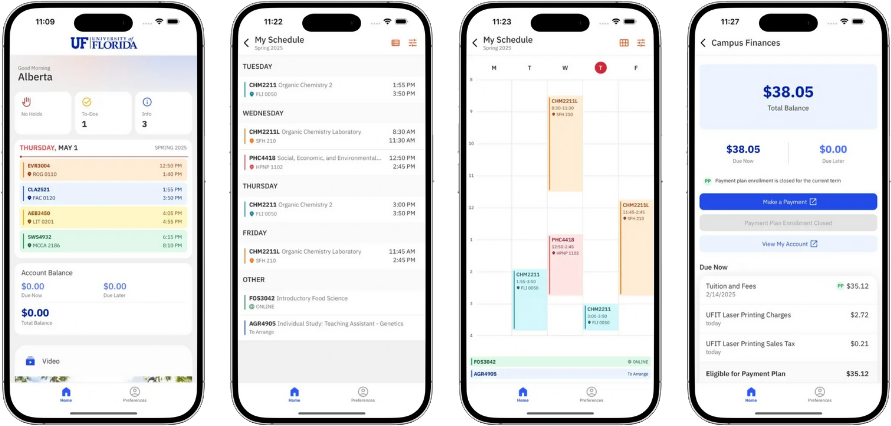 11:09
UF UNIVERSITY of
FLORIDA
Good Morning
Alberta
No Holds
To-Dos
1
Info
3
THURSDAY, MAY 1
SPRING 2025
EVR3004
12:50 PM
ROG 0110
1:40 PM
CLA2521
1:55 PM
FAC 0120
3:50 PM
AEB3450
4:05 PM
LIT 0201
4:55 PM
SWS4932
6:15 PM
MCCA 2186
8:10 PM
Account Balance
$0.00
Due Now
$0.00
Due Later
$0.00
Total Balance
Video
Home
Preferences
11:22
My Schedule
Spring 2025
TUESDAY
CHM2211 Organic Chemistry 2
1:55 PM
FLI 0050
3:50 PM
WEDNESDAY
CHM2211L Organic Chemistry Laboratory
8:30 AM
SFH 210
11:30 AM
PHC4418 Social, Economic, and Environmental...
12:50 PM
HPNP 1102
2:45 PM
THURSDAY
CHM2211 Organic Chemistry 2
3:00 PM
FLI 0050
3:50 PM
FRIDAY
CHM2211L Organic Chemistry Laboratory
11:45 AM
SFH 210
2:45 PM
OTHER
FOS3042 Introductory Food Science
ONLINE
AGR4905 Individual Study: Teaching Assistant - Genetics
To Arrange
Home
Preferences
11:23
My Schedule
Spring 2025
M
T
W
T
F
8
9
10
11
12
1
2
3
4
CHM2211L
8:30-11:30
SFH 210
CHM2211L
11:45-2:45
SFH 210
PHC4418
12:50-2:45
HPNP 1102
CHM2211
1:55-3:50
FLI 0050
CHM2211
3:00-3:50
FLI 0050
FOS3042
ONLINE
AGR4905
To Arrange
Home
Preferences
11:27
Campus Finances
$38.05
Total Balance
$38.05
Due Now
$0.00
Due Later
PP Payment plan enrollment is closed for the current term
Make a Payment
Payment Plan Enrollment Closed
View My Account
Due Now
Tuition and Fees
PP $35.12
2/14/2025
UFIT Laser Printing Charges
$2.72
today
UFIT Laser Printing Sales Tax
$0.21
today
Eligible for Payment Plan
$35.12
Home
Preferences